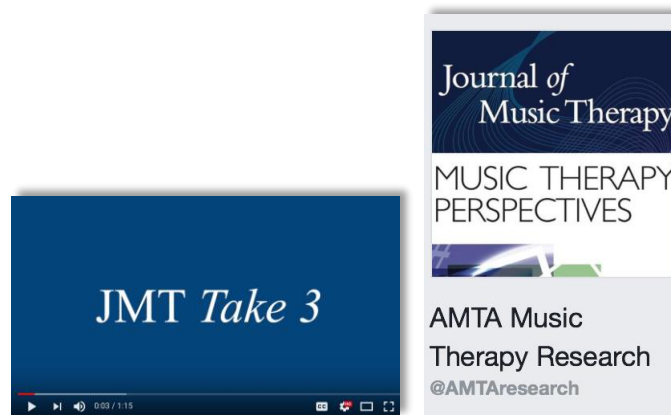 Journal of
Music Therapy
MUSIC THERAPY
PERSPECTIVES
AMTA Music
Therapy Research
@AMTAresearch
JMT Take 3
0:03 / 1:15
CC